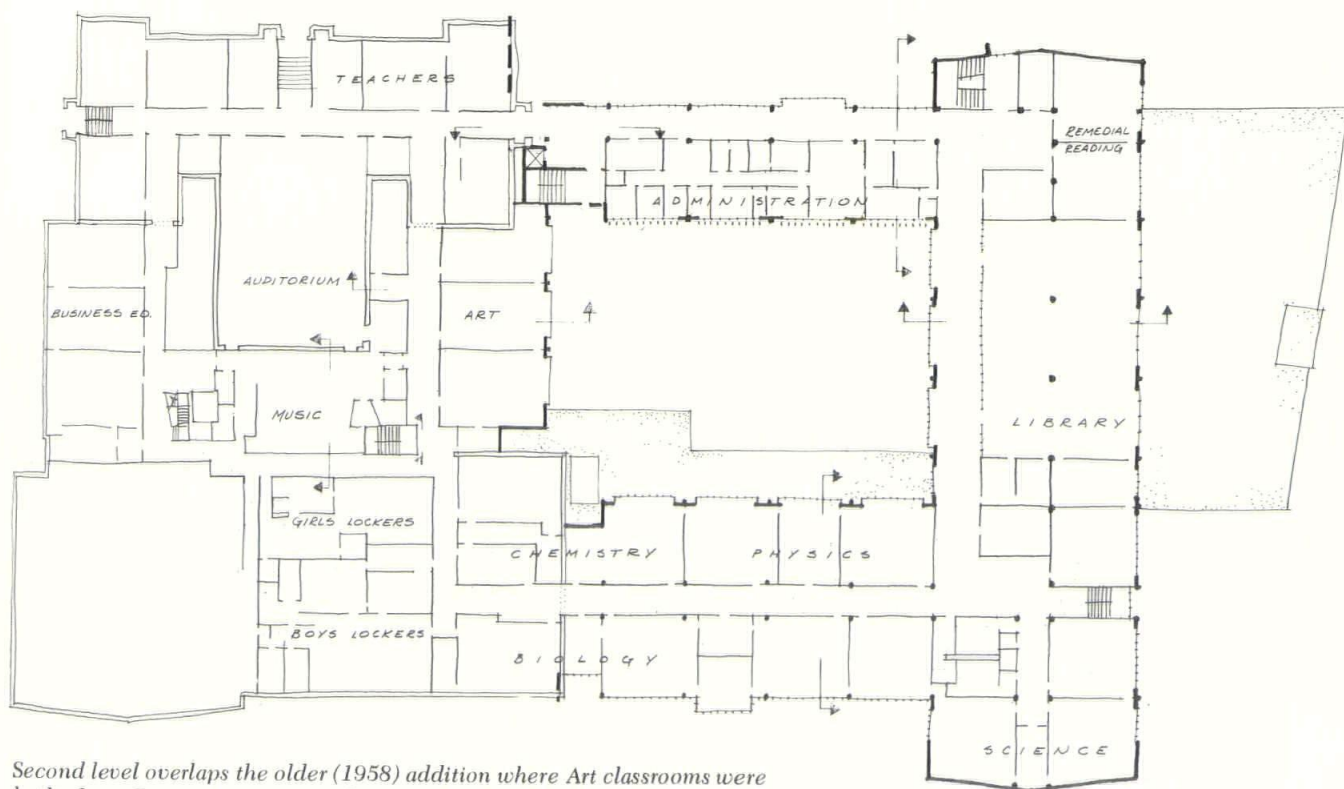 TEACHERS
REMEDIAL
READING
ADMINISTRATION
AUDITORIUM
BUSINESS ED.
ART
MUSIC
LIBRARY
GIRLS LOCKERS
CHEMISTRY
PHYSICS
BOYS LOCKERS
BIOLOGY
SCIENCE
Second level overlaps the older (1958) addition where Art classrooms were